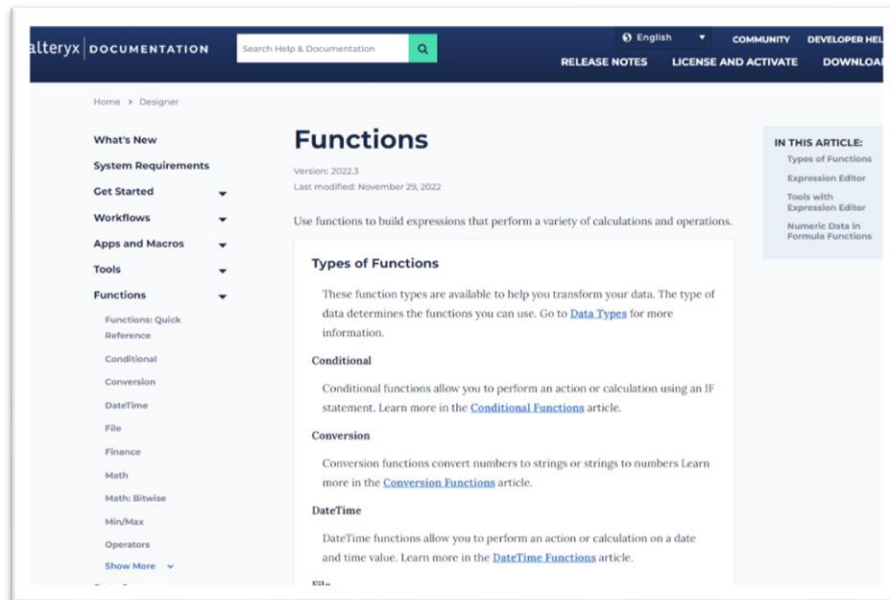 alteryx DOCUMENTATION
Search Help & Documentation
English
COMMUNITY
DEVELOPER HEL
RELEASE NOTES
LICENSE AND ACTIVATE
DOWNLOA
Home > Designer
What's New
System Requirements
Get Started
Workflows
Apps and Macros
Tools
Functions
Functions: Quick
Reference
Conditional
Conversion
DateTime
File
Finance
Math
Math: Bitwise
Min/Max
Operators
Show More
Functions
Version: 2022.3
Last modified: November 29, 2022
Use functions to build expressions that perform a variety of calculations and operations.
Types of Functions
These function types are available to help you transform your data. The type of
data determines the functions you can use. Go to Data Types for more
information.
Conditional
Conditional functions allow you to perform an action or calculation using an IF
statement. Learn more in the Conditional Functions article.
Conversion
Conversion functions convert numbers to strings or strings to numbers Learn
more in the Conversion Functions article.
DateTime
DateTime functions allow you to perform an action or calculation on a date
and time value. Learn more in the DateTime Functions article.
File
IN THIS ARTICLE:
Types of Functions
Expression Editor
Tools with
Expression Editor
Numeric Data in
Formula Functions